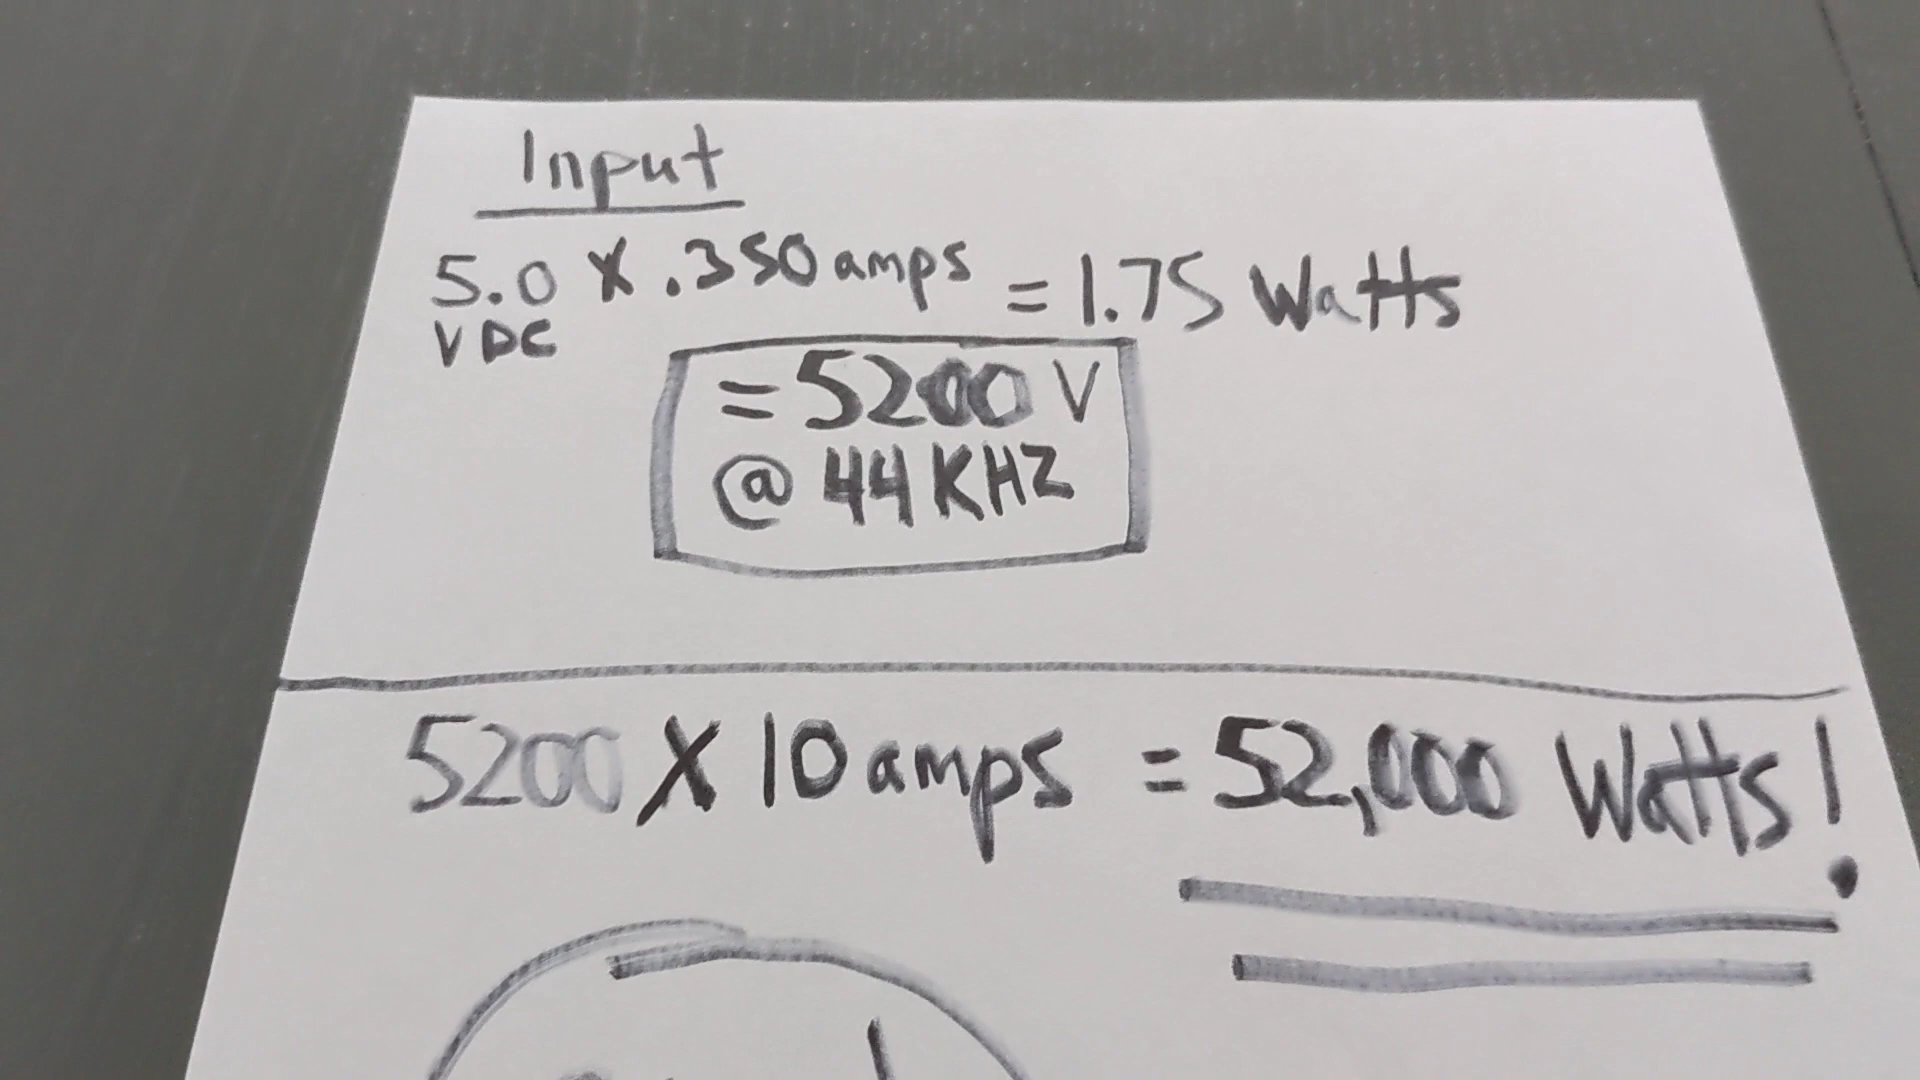 Input
5.0 X .350 amps = 1.75 Watts
VDC
= 5200 V
@ 44 KHZ
5200 X 10 amps = 52,000 Watts!